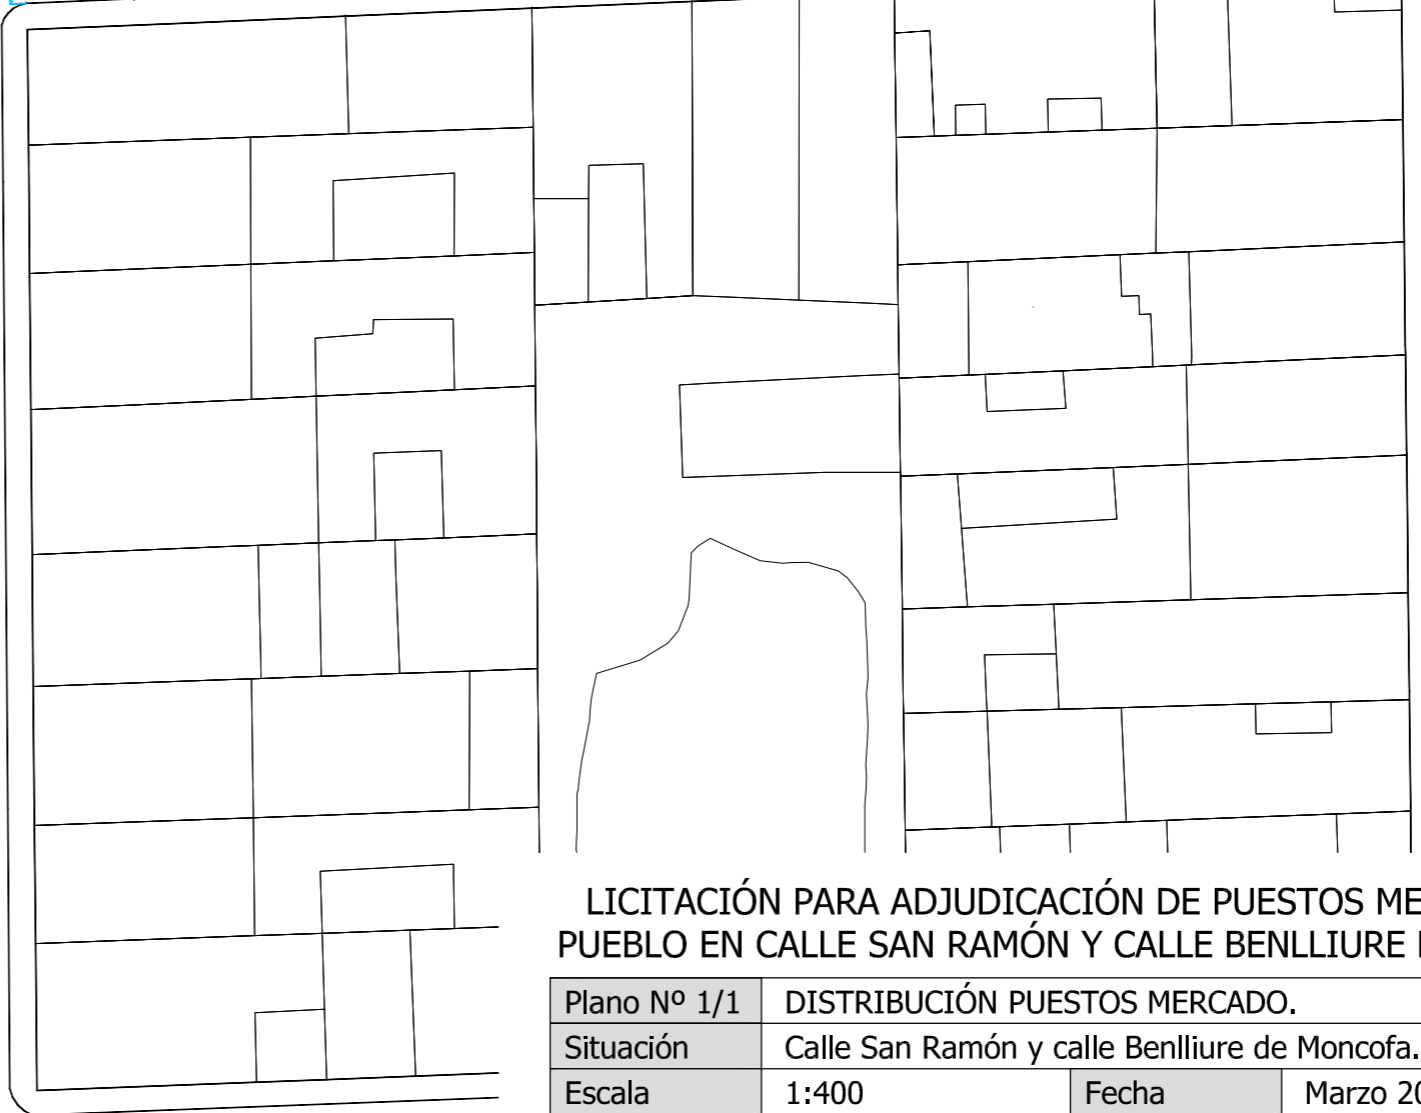 LICITACIÓN PARA ADJUDICACIÓN DE PUESTOS
PUEBLO EN CALLE SAN RAMÓN Y CALLE BENLLIURE
Plano Nº 1/1 DISTRIBUCIÓN PUESTOS MERCADO.
Situación Calle San Ramón y calle Benlliure de Moncofa.
Escala 1:400 Fecha Marzo